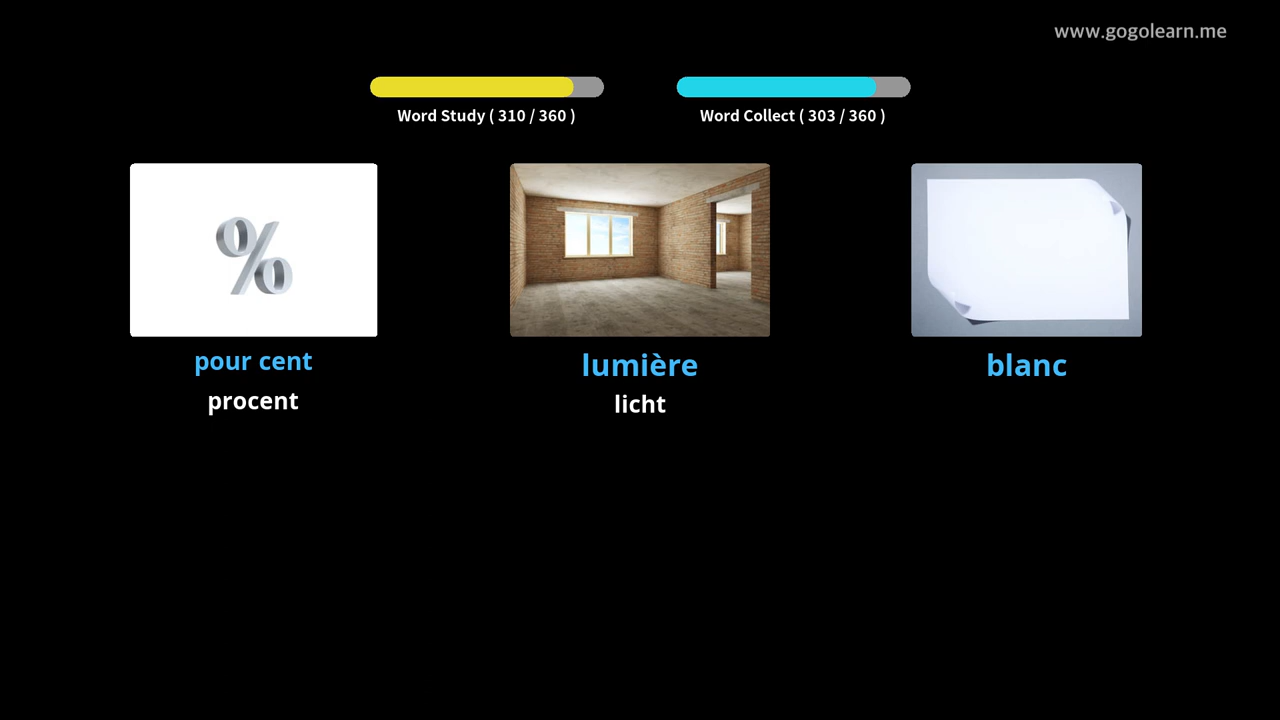 www.gogolearn.me
Word Study ( 310 / 360 )
Word Collect ( 303 / 360 )
%
pour cent
procent
lumière
licht
blanc